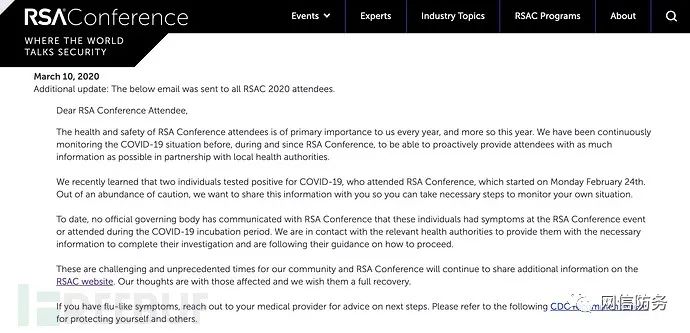 RSAConference
Events
Experts
Industry Topics
RSAC Programs
About
WHERE THE WORLD
TALKS SECURITY
March 10, 2020
Additional update: The below email was sent to all RSAC 2020 attendees.
Dear RSA Conference Attendee,
The health and safety of RSA Conference attendees is of primary importance to us every year, and more so this year. We have been continuously
monitoring the COVID-19 situation before, during and since RSA Conference, to be able to proactively provide attendees with as much
information as possible in partnership with local health authorities.
We recently learned that two individuals tested positive for COVID-19, who attended RSA Conference, which started on Monday February 24th.
Out of an abundance of caution, we want to share this information with you so you can take necessary steps to monitor your own situation.
To date, no official governing body has communicated with RSA Conference that these individuals had symptoms at the RSA Conference event
or attended during the COVID-19 incubation period. We are in contact with the relevant health authorities to provide them with the necessary
information to complete their investigation and are following their guidance on how to proceed.
These are challenging and unprecedented times for our community and RSA Conference will continue to share additional information on the
RSAC website. Our thoughts are with those affected and we wish them a full recovery.
If you have flu-like symptoms, reach out to your medical provider for advice on next steps. Please refer to the following CDC
for protecting yourself and others.
网信防务